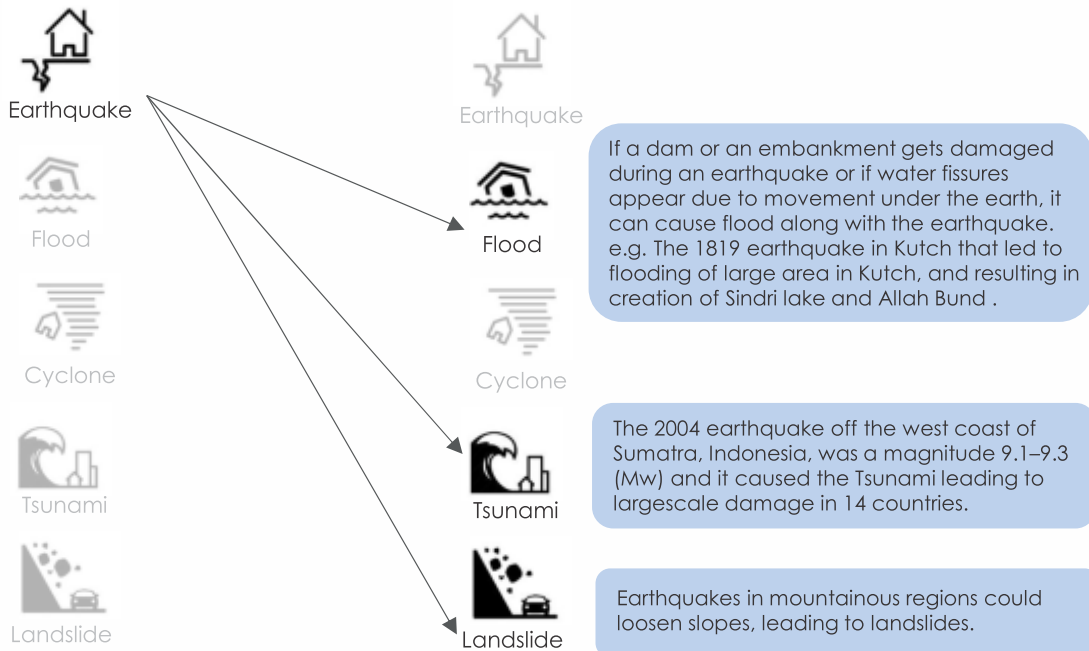 Earthquake
Flood
Cyclone
Tsunami
Landslide
Earthquake
Flood
Cyclone
Tsunami
Landslide
If a dam or an embankment gets damaged
during an earthquake or if water fissures
appear due to movement under the earth, it
can cause flood along with the earthquake.
e.g. The 1819 earthquake in Kutch that led to
flooding of large area in Kutch, and resulting in
creation of Sindri lake and Allah Bund .
The 2004 earthquake off the west coast of
Sumatra, Indonesia, was a magnitude 9.1–9.3
(Mw) and it caused the Tsunami leading to
largescale damage in 14 countries.
Earthquakes in mountainous regions could
loosen slopes, leading to landslides.